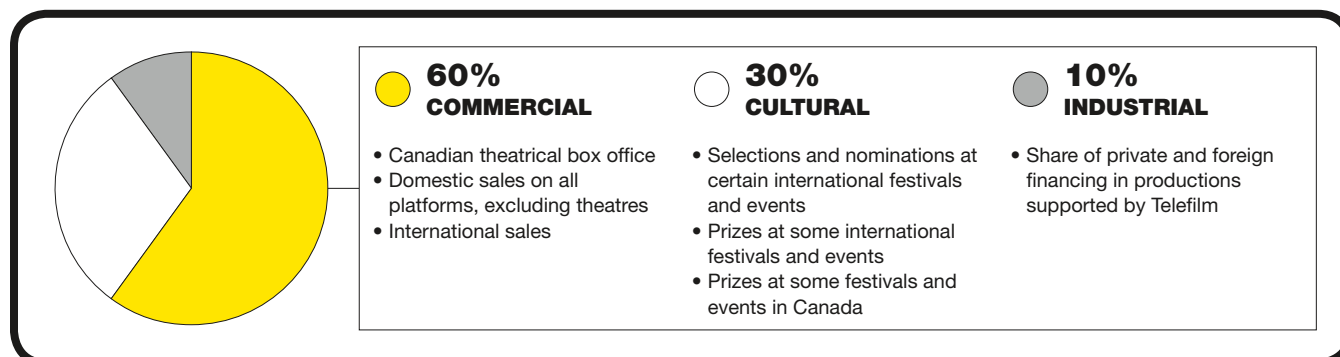 60%
COMMERCIAL
• Canadian theatrical box office
• Domestic sales on all
platforms, excluding theatres
• International sales
30%
CULTURAL
• Selections and nominations at
certain international festivals
and events
• Prizes at some international
festivals and events
• Prizes at some festivals and
events in Canada
10%
INDUSTRIAL
• Share of private and foreign
financing in productions
supported by Telefilm